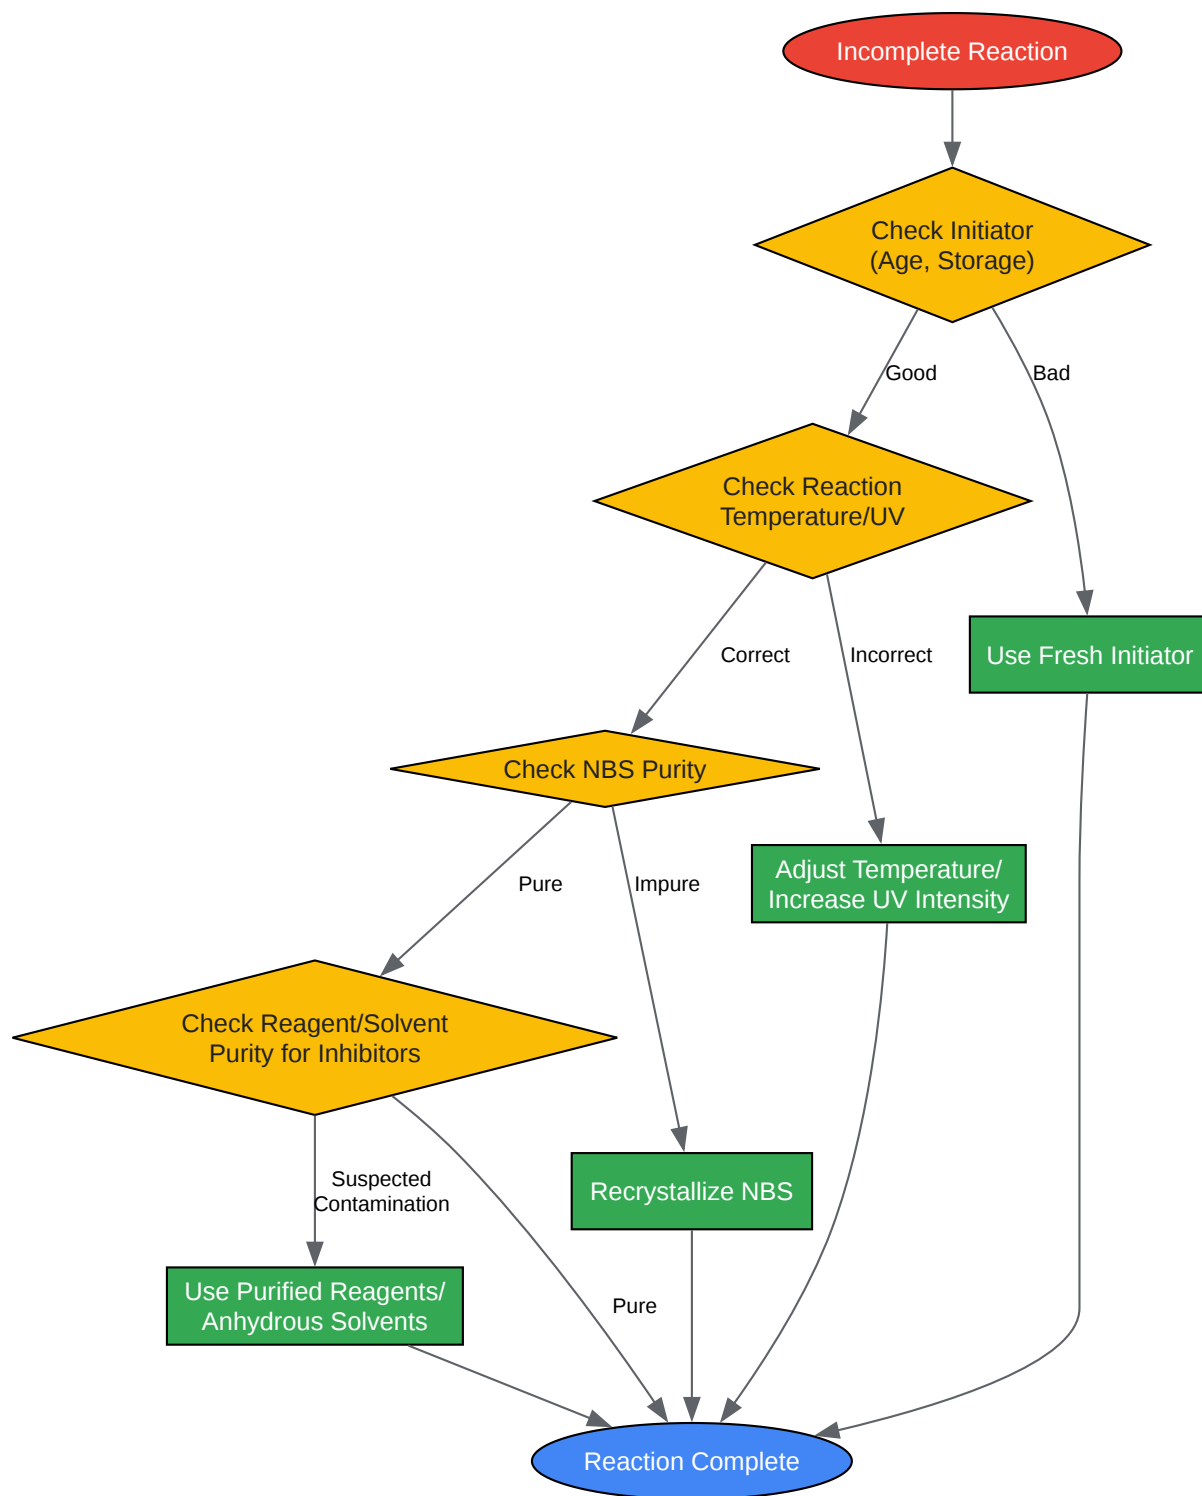 Incomplete Reaction
Check Initiator
(Age, Storage)
Good
Bad
Check Reaction
Temperature/UV
Correct
Incorrect
Use Fresh Initiator
Check NBS Purity
Pure
Impure
Adjust Temperature/
Increase UV Intensity
Check Reagent/Solvent
Purity for Inhibitors
Suspected
Contamination
Recrystallize NBS
Use Purified Reagents/
Anhydrous Solvents
Pure
Reaction Complete